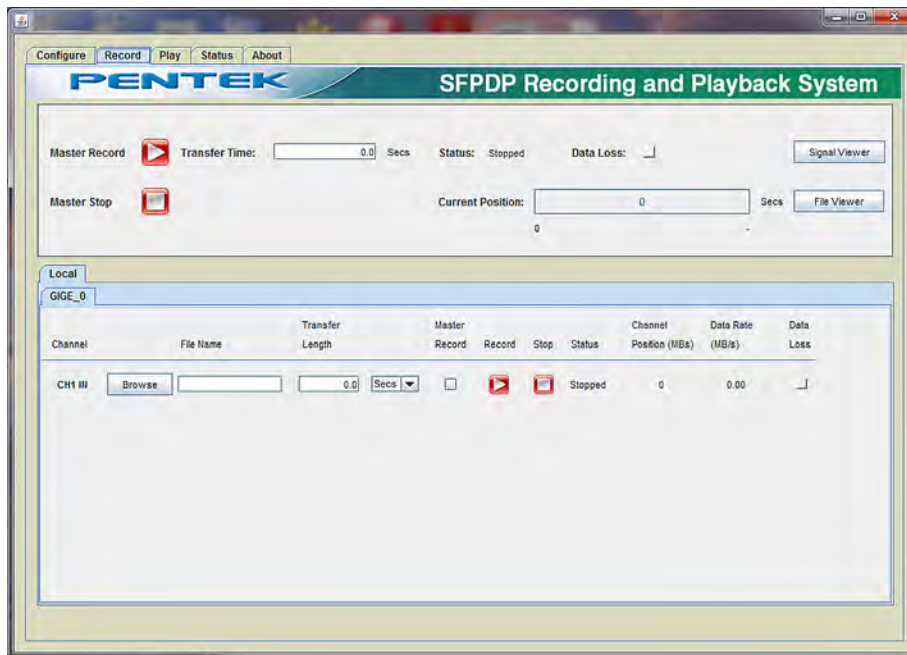 Configure Record Play Status About
PENTEK SFPDP Recording and Playback System
Master Record Transfer Time: 0.0 Secs Status: Stopped Data Loss: Signal Viewer
Master Stop Current Position: 0 Secs File Viewer
0 -
Local
GIGE_0
Transfer Master Channel Data Rate Data
Channel File Name Length Record Record Stop Status Position (MBs) (MB/s) Loss
CH1 IN Browse 0.0 Secs Stopped 0 0.00